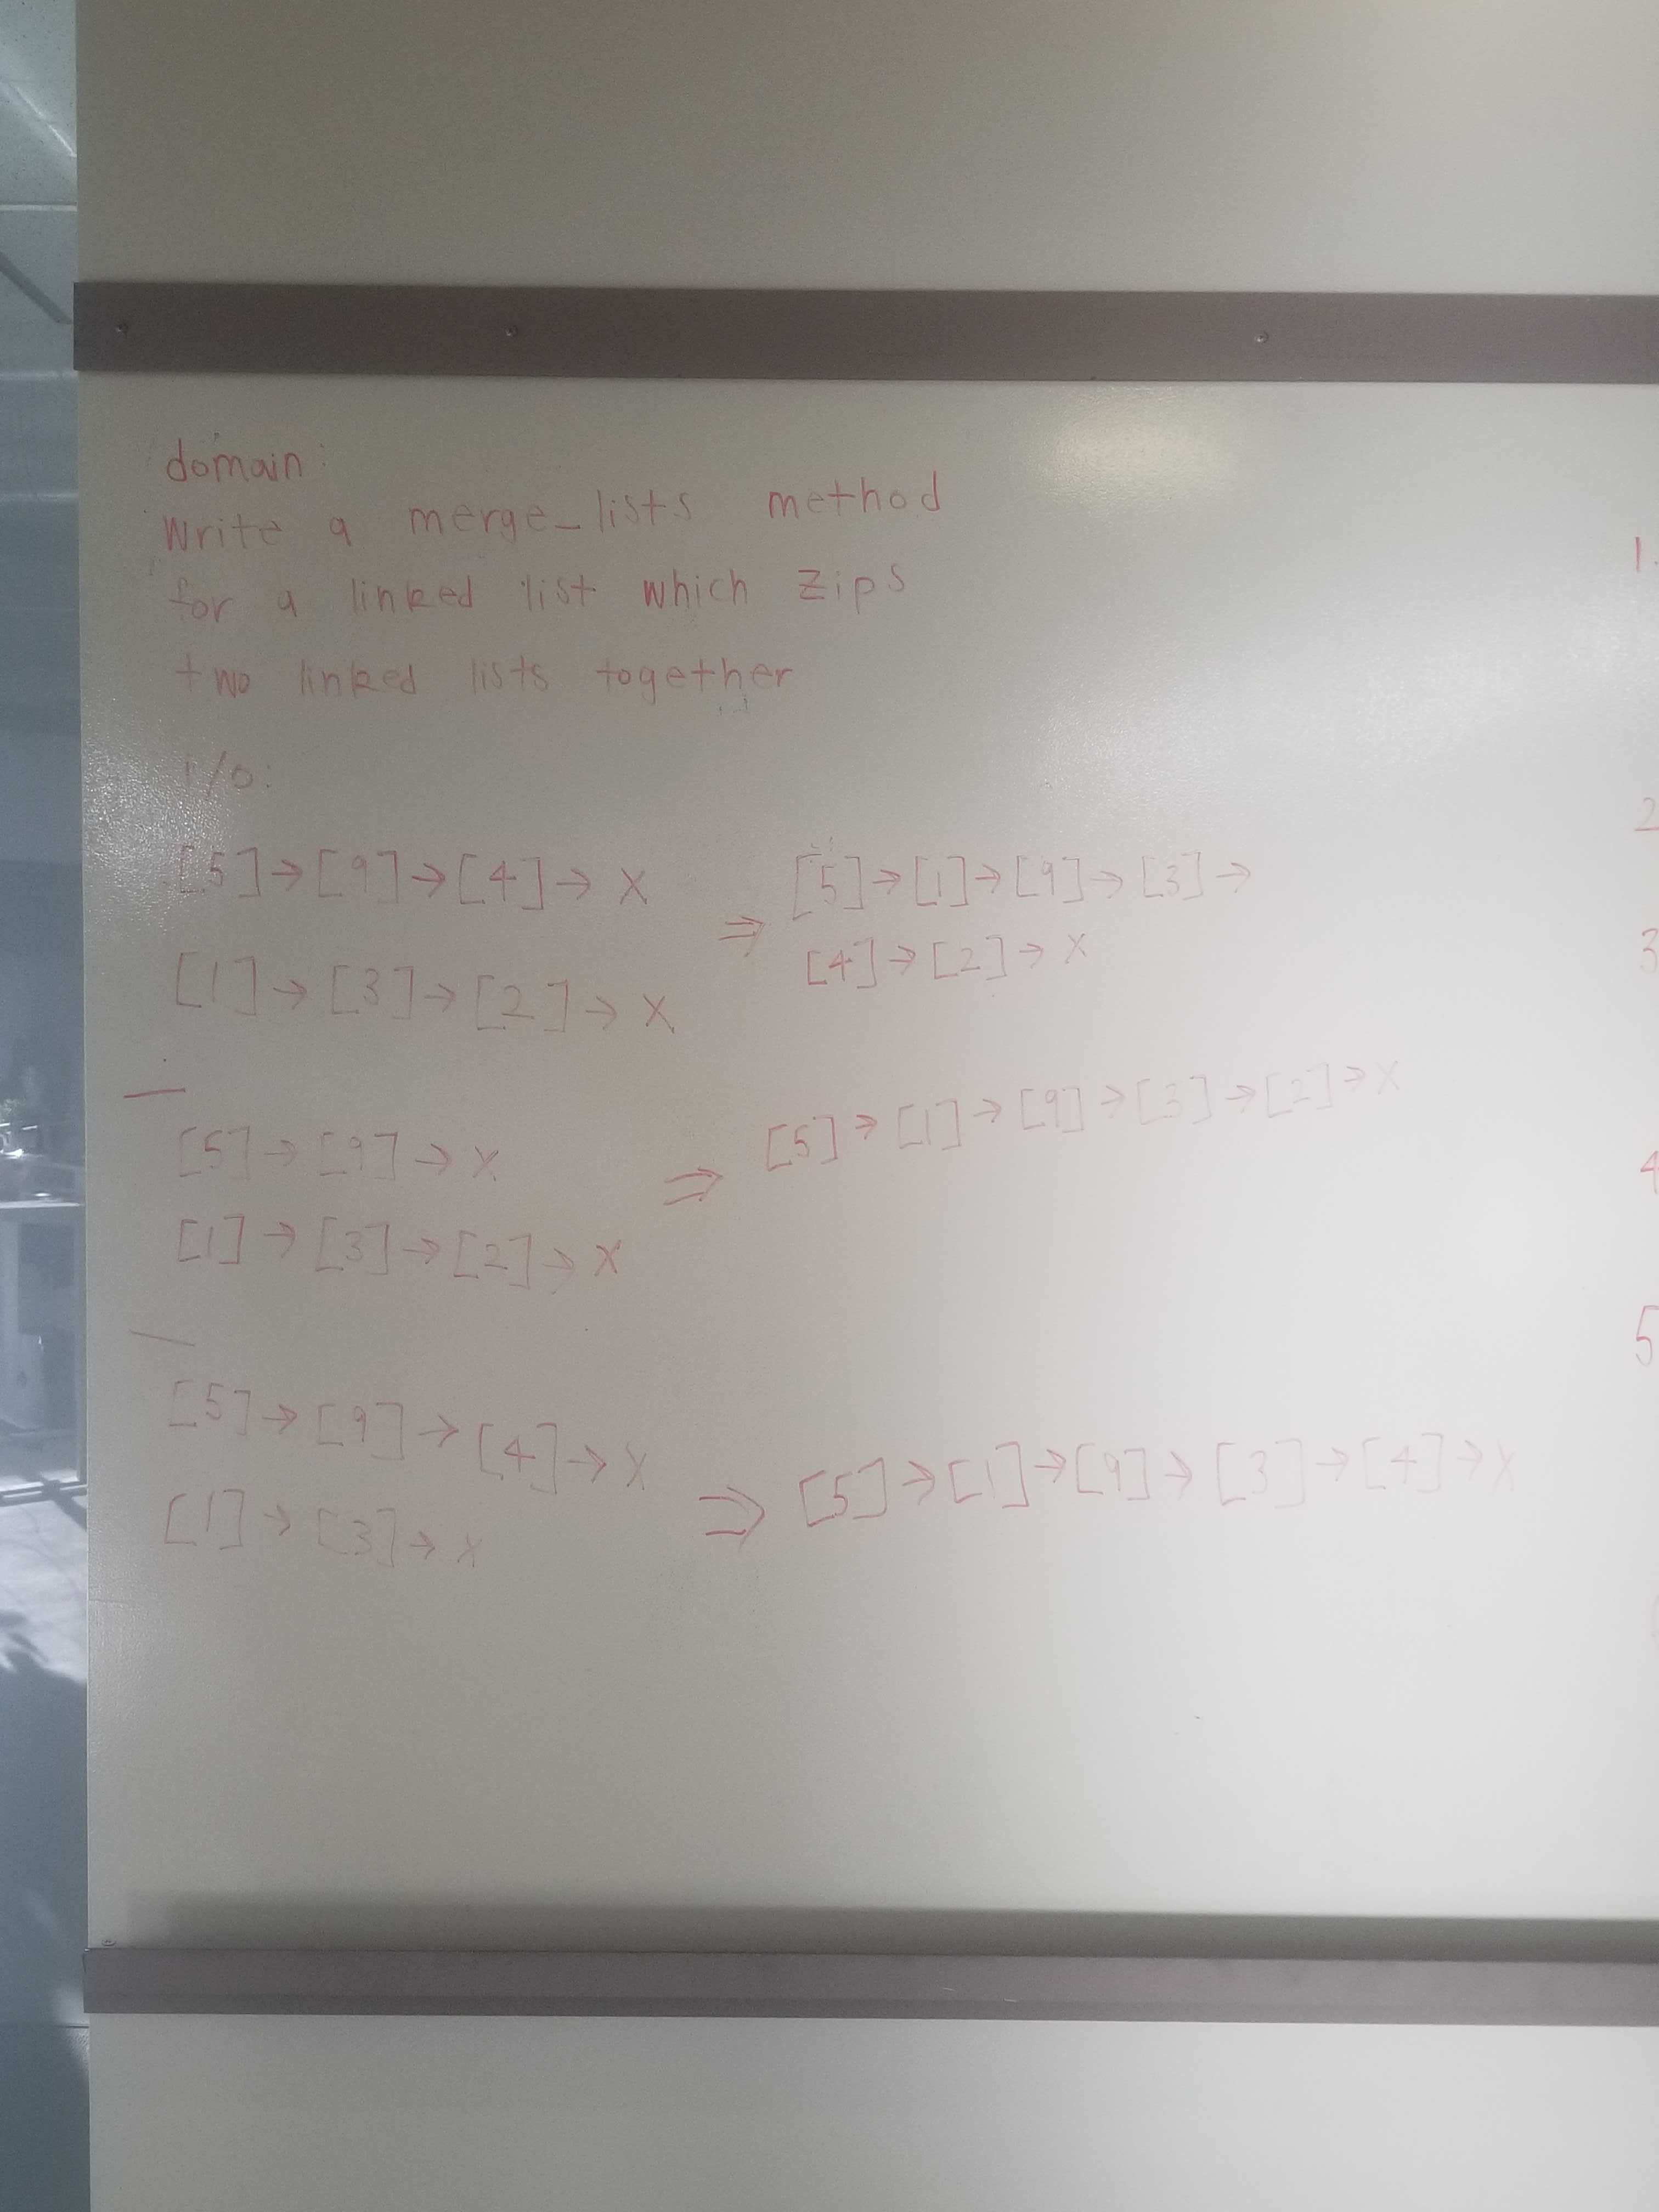 domain:
Write a merge_lists method
for a linked list which zips
two linked lists together
i/o:
[5]→[9]→[4]→X
[1]→[3]→[2]→X
⇒
[5]→[1]→[9]→[3]→
[4]→[2]→X
[5]→[9]→X
[1]→[3]→[2]→X
⇒
[5]→[1]→[9]→[3]→[2]→X
[5]→[9]→[4]→X
[1]→[3]→X
⇒
[5]→[1]→[9]→[3]→[4]→X
1.
2
3
4
5